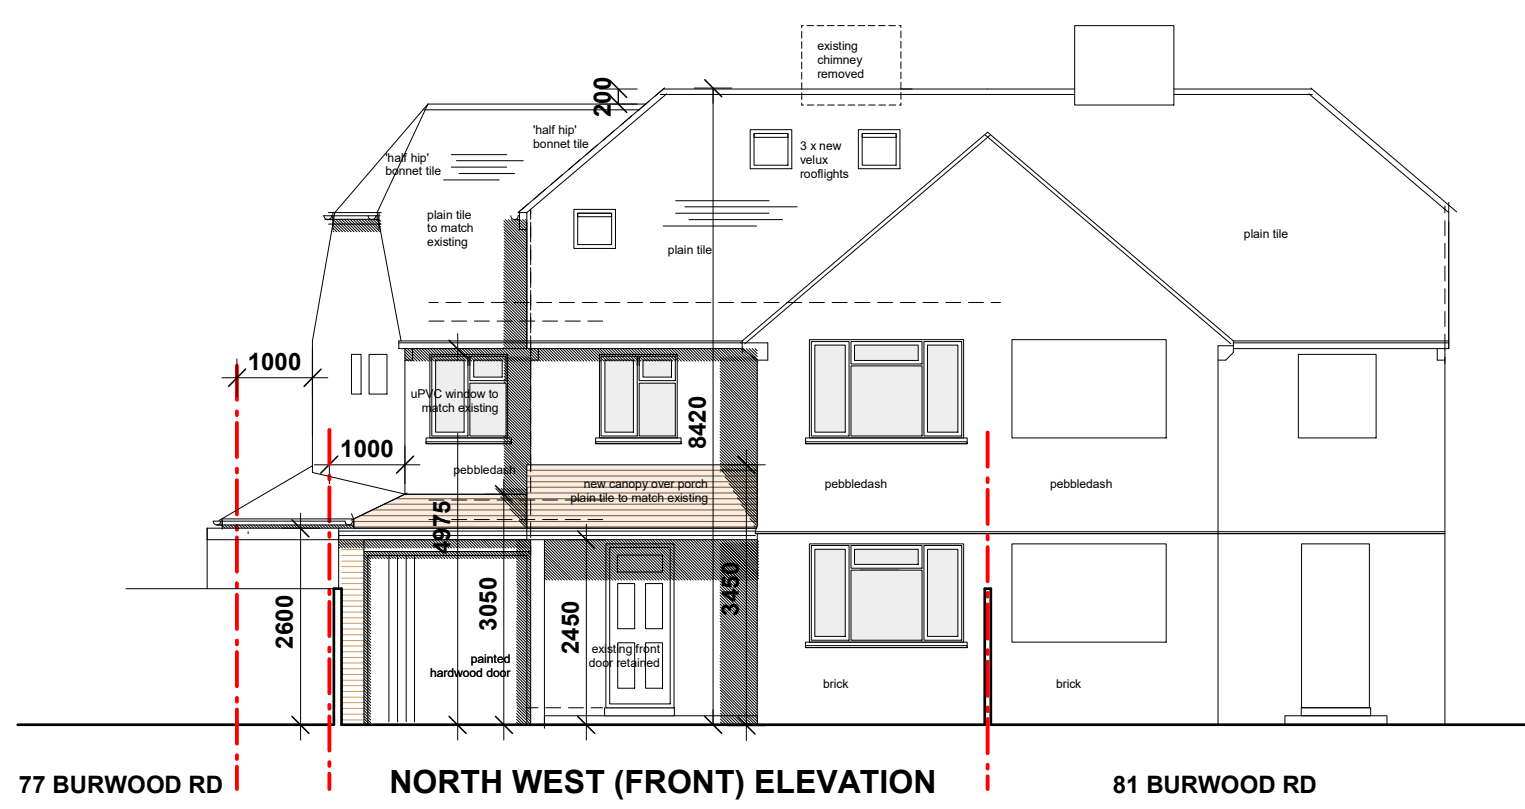 existing
chimney
removed
200
'half hip'
bonnet tile
'half hip'
bonnet tile
3 x new
velux
rooflights
plain tile
to match
existing
plain tile
plain tile
1000
uPVC window to
match existing
8420
1000
pebbledash
new canopy over porch
plain tile to match existing
pebbledash
pebbledash
4975
2600
3050
2450
3450
painted
hardwood door
existing front
door retained
brick
brick
77 BURWOOD RD
NORTH WEST (FRONT) ELEVATION
81 BURWOOD RD